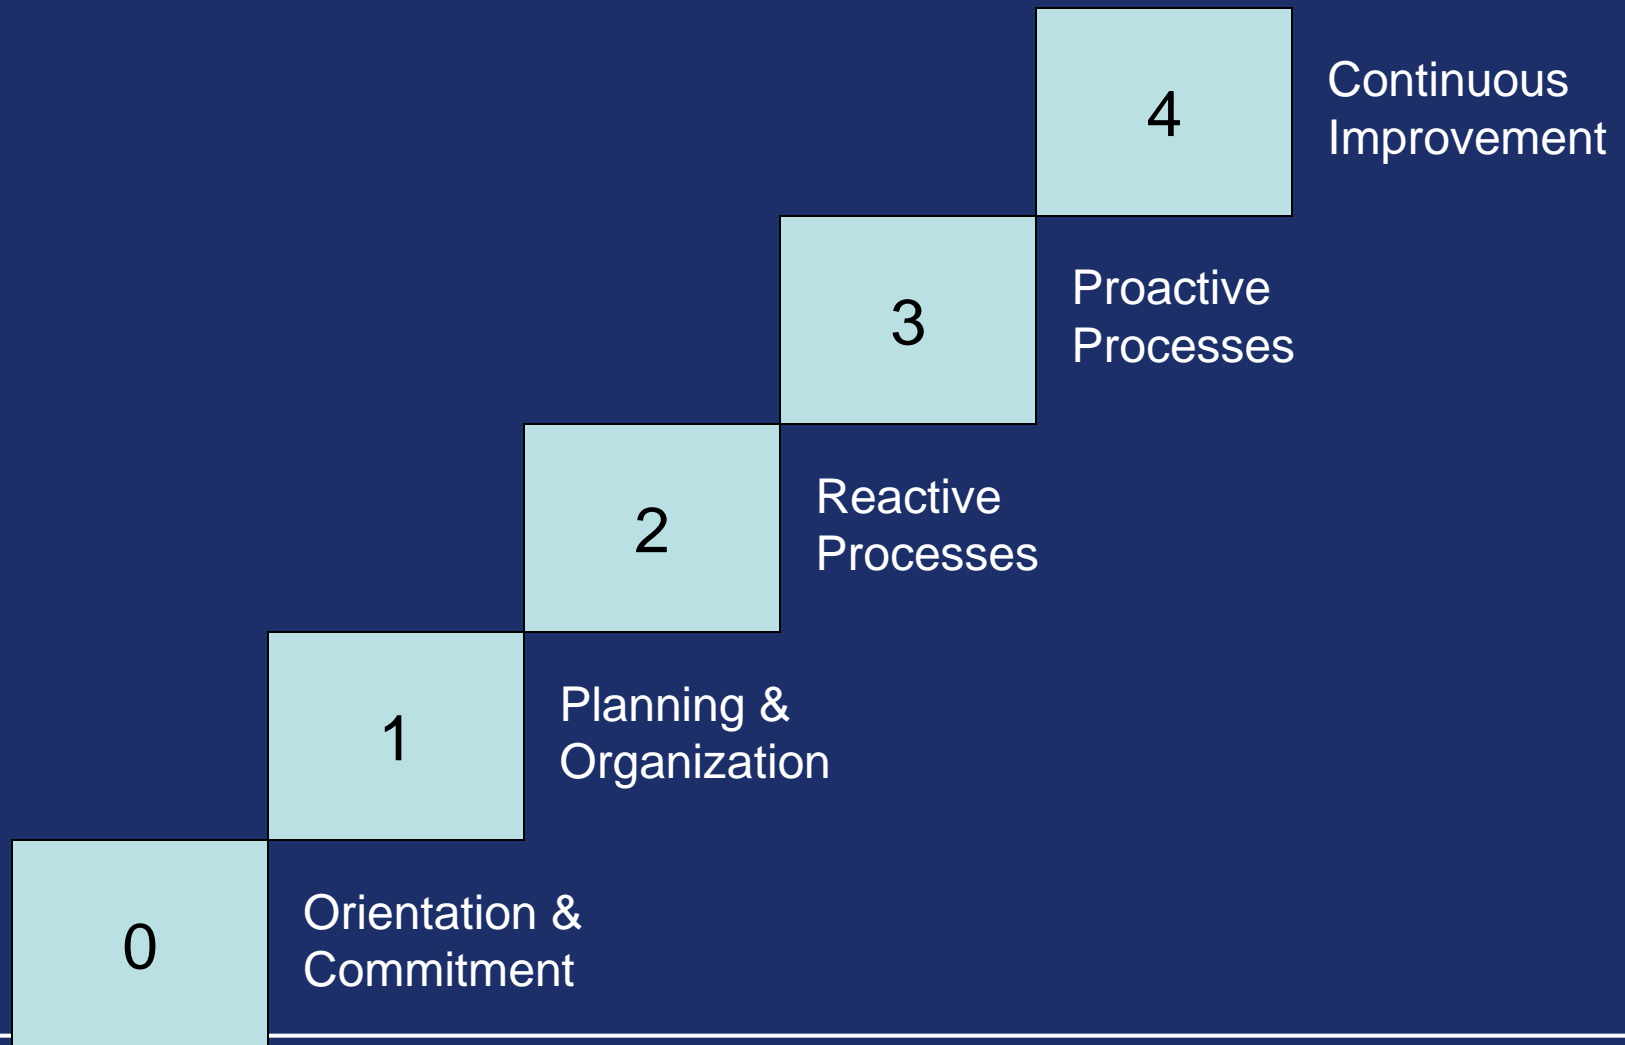 4
Continuous
Improvement
3
Proactive
Processes
2
Reactive
Processes
1
Planning &
Organization
0
Orientation &
Commitment